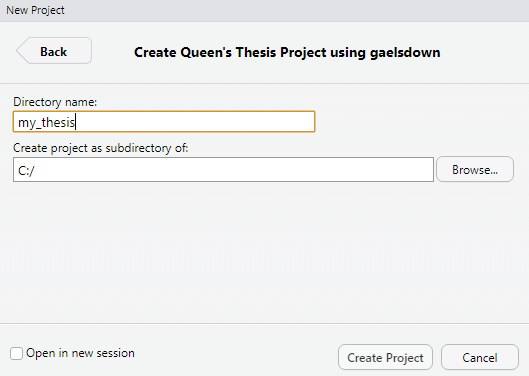 New Project
Back
Create Queen's Thesis Project using gaelsdown
Directory name:
my_thesis
Create project as subdirectory of:
C:/
Browse...
Open in new session
Create Project
Cancel